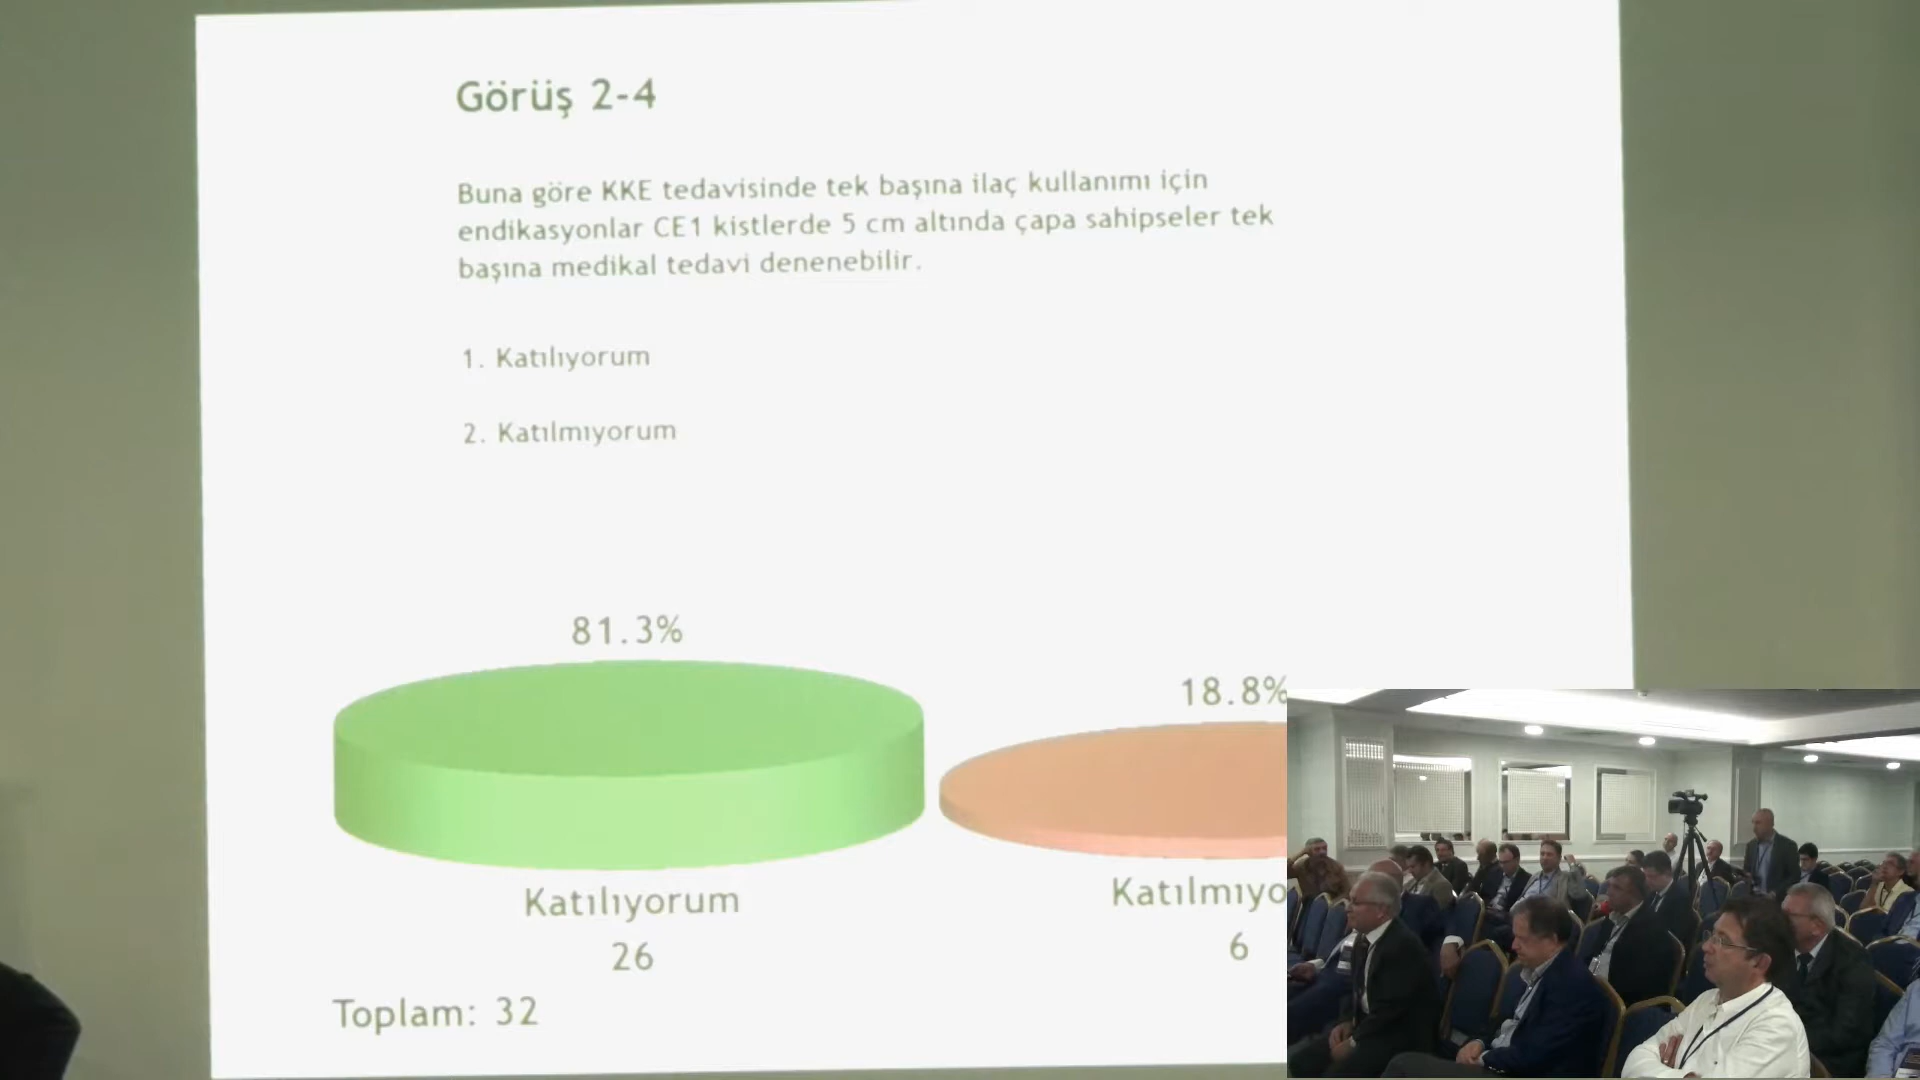 Görüş 2-4
Buna göre KKE tedavisinde tek başına ilaç kullanımı için
endikasyonlar CE1 kistlerde 5 cm altında çapa sahipseler tek
başına medikal tedavi denenebilir.
1. Katılıyorum
2. Katılmıyorum
81.3%
18.8%
Katılıyorum
Katılmıyo
26
6
Toplam: 32